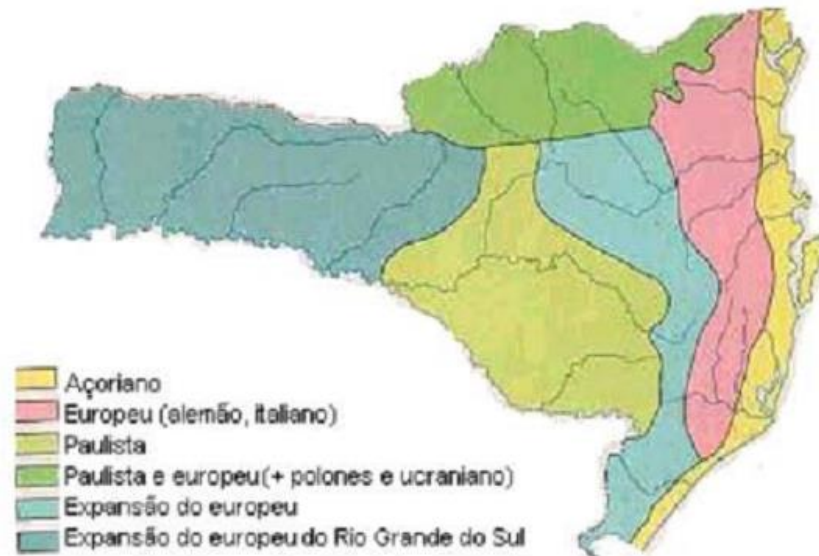 Açoriano
Europeu (alemão, italiano)
Paulista
Paulista e europeu (+ polones e ucraniano)
Expansão do europeu
Expansão do europeu do Rio Grande do Sul